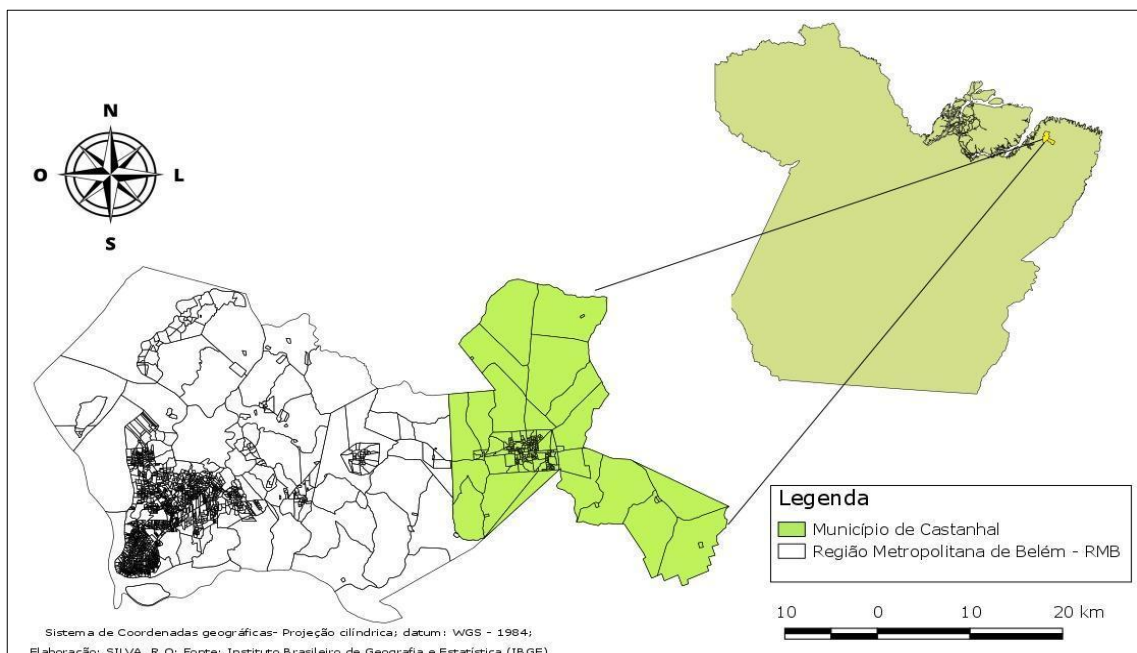 N
O L
S
Legenda
Município de Castanhal
Região Metropolitana de Belém - RMB
10 0 10 20 km
Sistema de Coordenadas geográficas- Projeção cilíndrica; datum: WGS - 1984;
Elaboração: SILVA, R.O; Fonte: Instituto Brasileiro de Geografia e Estatística (IBGE)